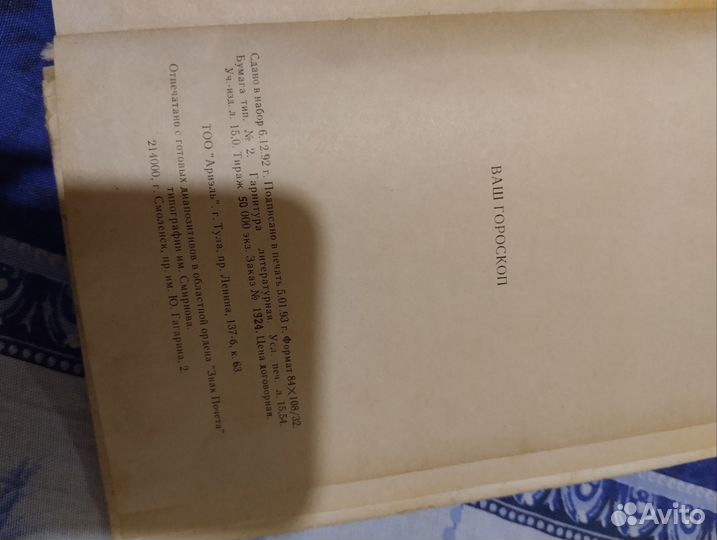 ВАШ ГОРОСКОП
Сдано в набор 6.12.92 г. Подписано в печать 5.01.93 г. Формат 84×108/32.
Бумага тип. № 2. Гарнитура литературная. Усл. печ. л. 15,54.
Уч.-изд. л. 15,0. Тираж 50 000 экз. Заказ № 1924. Цена договорная.
ТОО "Ариэль". г. Тула, пр. Ленина, 137-б, к. 63.
Отпечатано с готовых диапозитивов в областной ордена "Знак Почета"
типографии им. Смирнова.
214000, г. Смоленск, пр. им. Ю. Гагарина, 2.
Avito